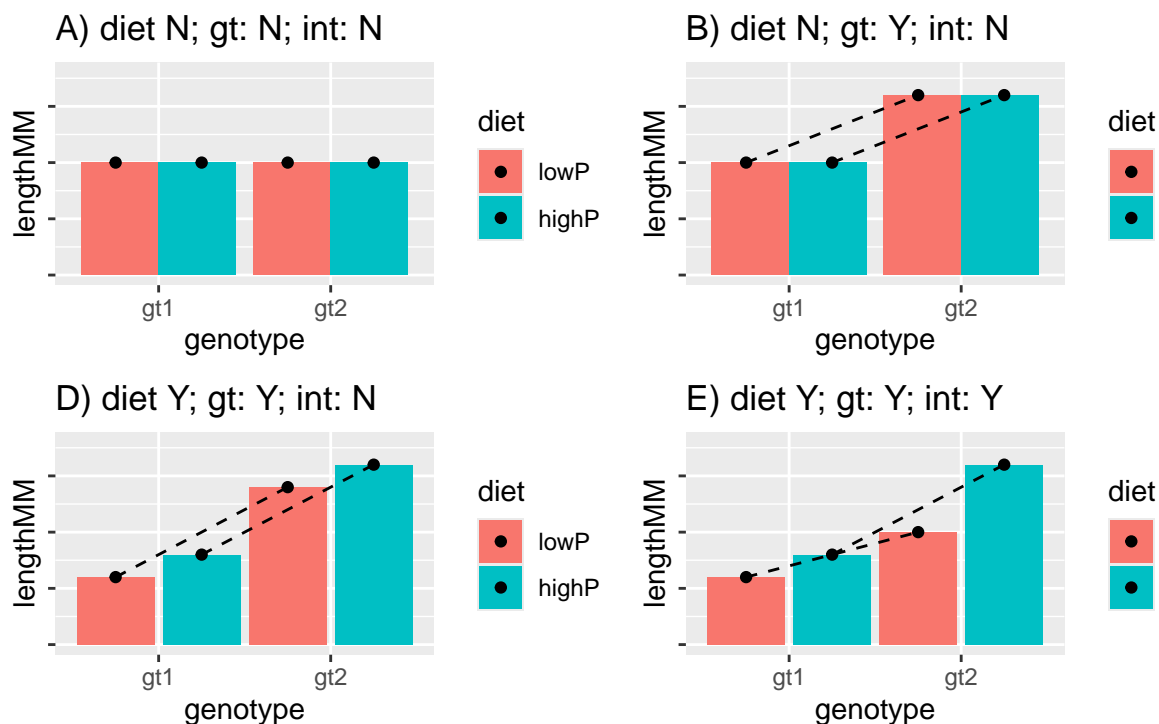 A) diet N; gt: N; int: N
lengthMM
gt1 gt2
genotype
diet
lowP
highP
B) diet N; gt: Y; int: N
lengthMM
gt1 gt2
genotype
diet
D) diet Y; gt: Y; int: N
lengthMM
gt1 gt2
genotype
diet
lowP
highP
E) diet Y; gt: Y; int: Y
lengthMM
gt1 gt2
genotype
diet